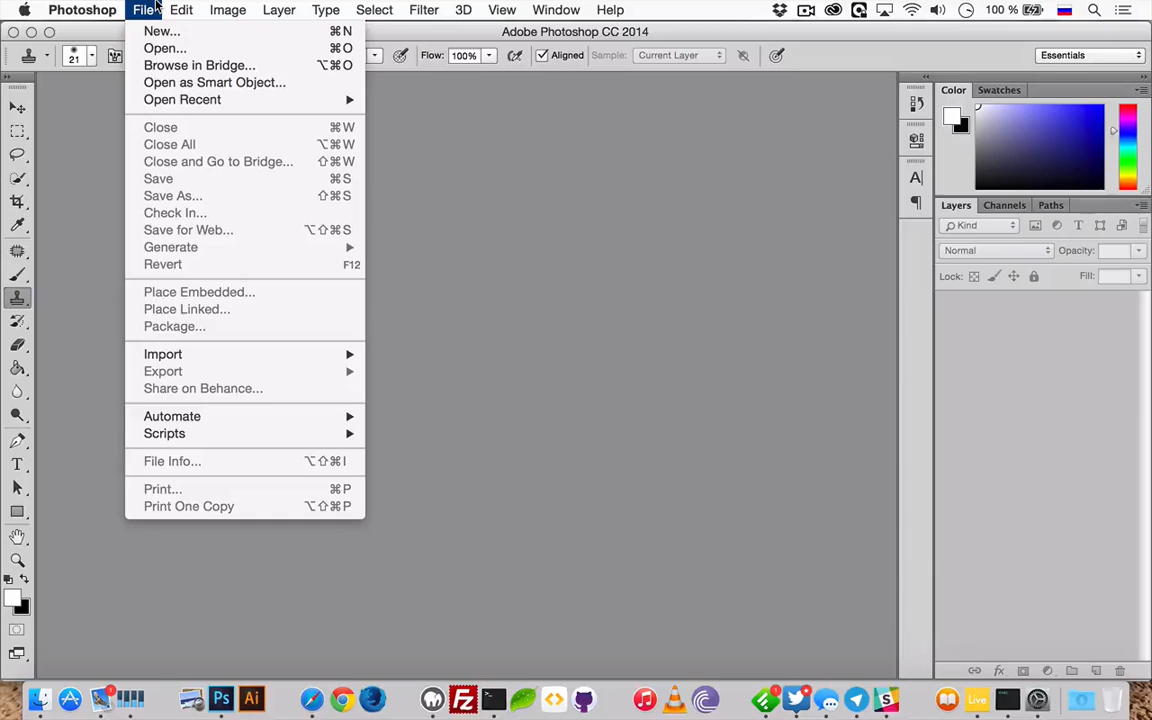 Photoshop File Edit Image Layer Type Select Filter 3D View Window Help 100 %
Adobe Photoshop CC 2014
21 Flow: 100% Aligned Sample: Current Layer Essentials
New... ⌘N
Open... ⌘O
Browse in Bridge... ⌥⌘O
Open as Smart Object...
Open Recent
Close ⌘W
Close All ⌥⌘W
Close and Go to Bridge... ⇧⌘W
Save ⌘S
Save As... ⇧⌘S
Check In...
Save for Web... ⌥⇧⌘S
Generate
Revert F12
Place Embedded...
Place Linked...
Package...
Import
Export
Share on Behance...
Automate
Scripts
File Info... ⌥⇧⌘I
Print... ⌘P
Print One Copy ⌥⇧⌘P
Color Swatches
Layers Channels Paths
Kind
Normal Opacity:
Lock: Fill:
A
T
T
Ps Ai Fz Live S